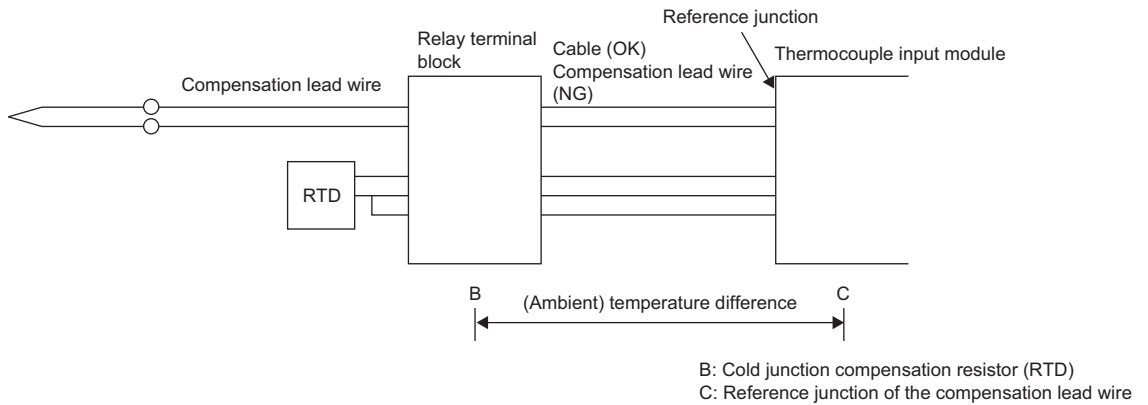 Reference junction
Relay terminal
block
Cable (OK)
Compensation lead wire
(NG)
Thermocouple input module
Compensation lead wire
RTD
B
(Ambient) temperature difference
C
B: Cold junction compensation resistor (RTD)
C: Reference junction of the compensation lead wire